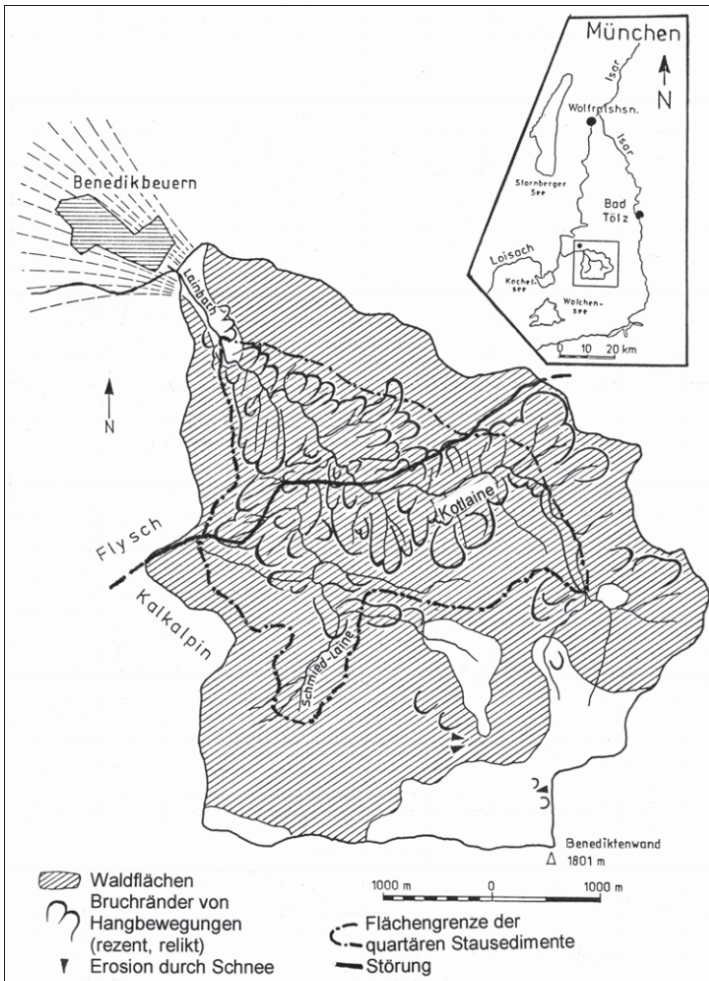 München
Isar
N
Wolfratshsn.
Isar
Starnberger
See
Bad
Tölz
Loisach
Kochel-
see
Walchen-
see
0 10 20 km
Benedikbeuern
Lainbach
N
Kotlaine
Flysch
Kalkalpin
Schmied-Laine
Benediktenwand
1801 m
Waldflächen
Bruchränder von
Hangbewegungen
(rezent, relikt)
Erosion durch Schnee
1000 m 0 1000 m
Flächengrenze der
quartären Stausedimente
Störung